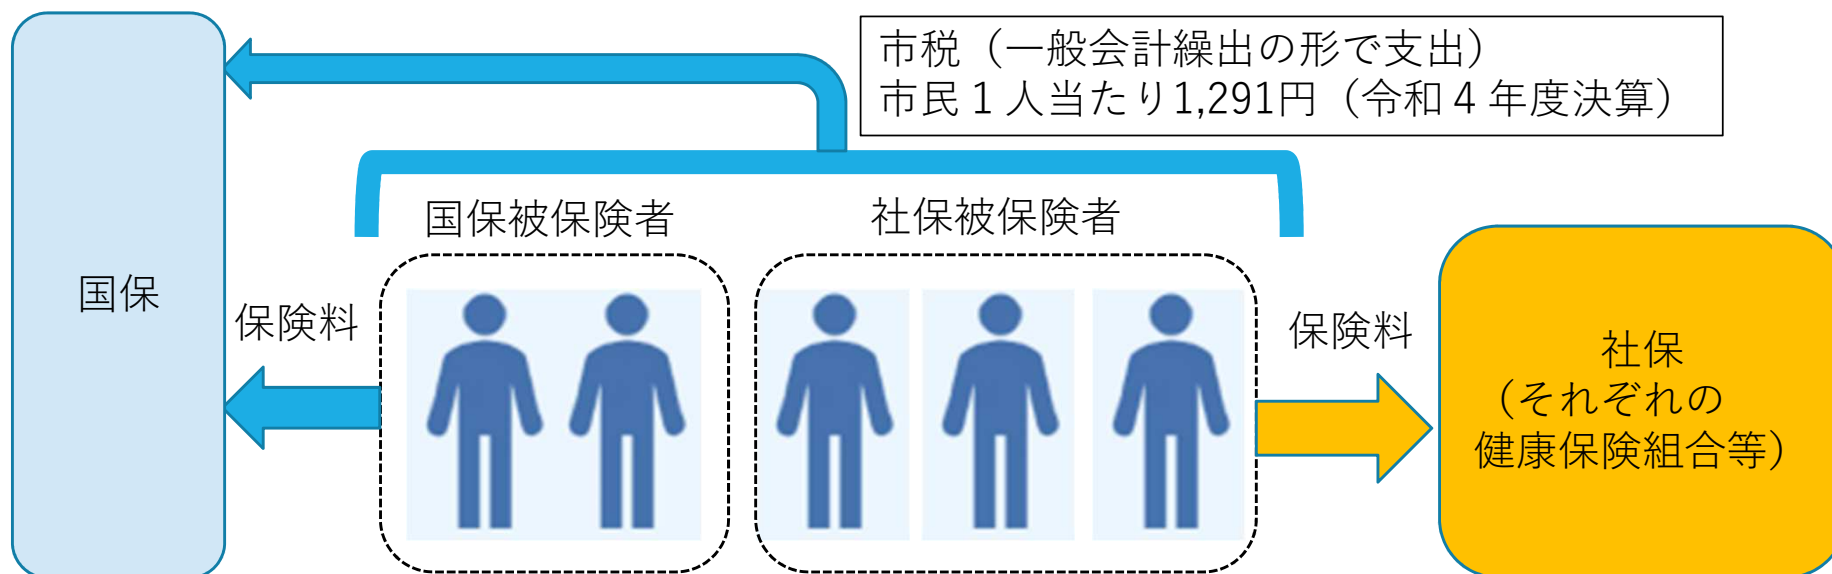 市税（一般会計繰出の形で支出）
市民１人当たり1,291円（令和４年度決算）
国保被保険者
社保被保険者
国保
保険料
保険料
社保
（それぞれの
健康保険組合等）